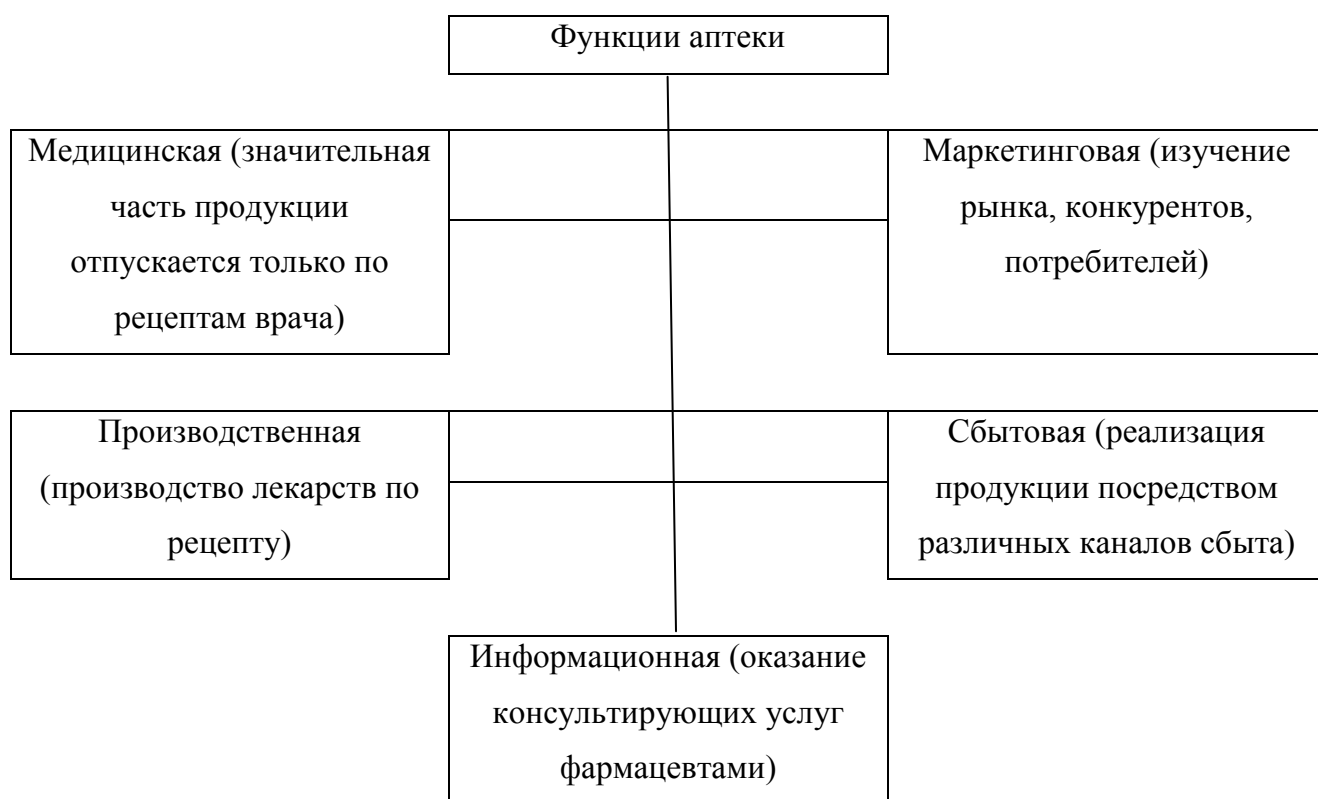 Функции аптеки
Медицинская (значительная
часть продукции
отпускается только по
рецептам врача)
Маркетинговая (изучение
рынка, конкурентов,
потребителей)
Производственная
(производство лекарств по
рецепту)
Сбытовая (реализация
продукции посредством
различных каналов сбыта)
Информационная (оказание
консультирующих услуг
фармацевтами)